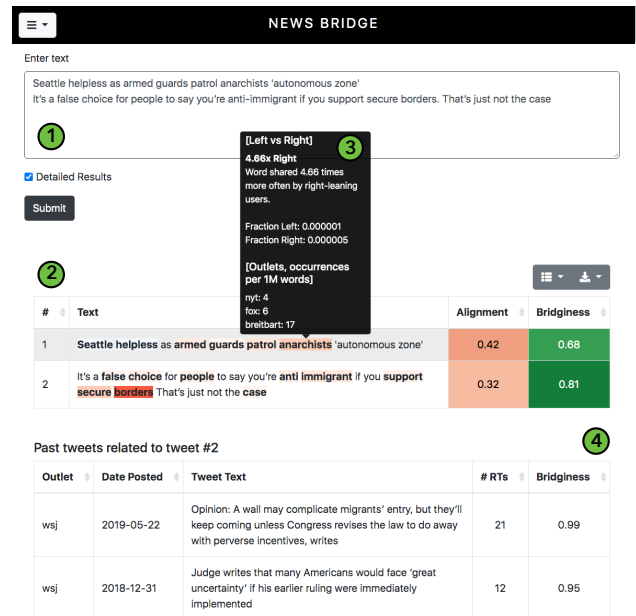 NEWS BRIDGE
Enter text
Seattle helpless as armed guards patrol anarchists 'autonomous zone'
It's a false choice for people to say you're anti-immigrant if you support secure borders. That's just not the case
1
Detailed Results
Submit
3
[Left vs Right]
4.66x Right
Word shared 4.66 times
more often by right-leaning
users.
Fraction Left: 0.000001
Fraction Right: 0.000005
[Outlets, occurrences
per 1M words]
nyt: 4
fox: 6
breitbart: 17
2
# Text Alignment Bridginess
1 Seattle helpless as armed guards patrol anarchists 'autonomous zone' 0.42 0.68
2 It's a false choice for people to say you're anti immigrant if you support
secure borders That's just not the case 0.32 0.81
Past tweets related to tweet #2
4
Outlet Date Posted Tweet Text # RTs Bridginess
wsj 2019-05-22 Opinion: A wall may complicate migrants' entry, but they'll
keep coming unless Congress revises the law to do away
with perverse incentives, writes 21 0.99
wsj 2018-12-31 Judge writes that many Americans would face 'great
uncertainty' if his earlier ruling were immediately
implemented 12 0.95